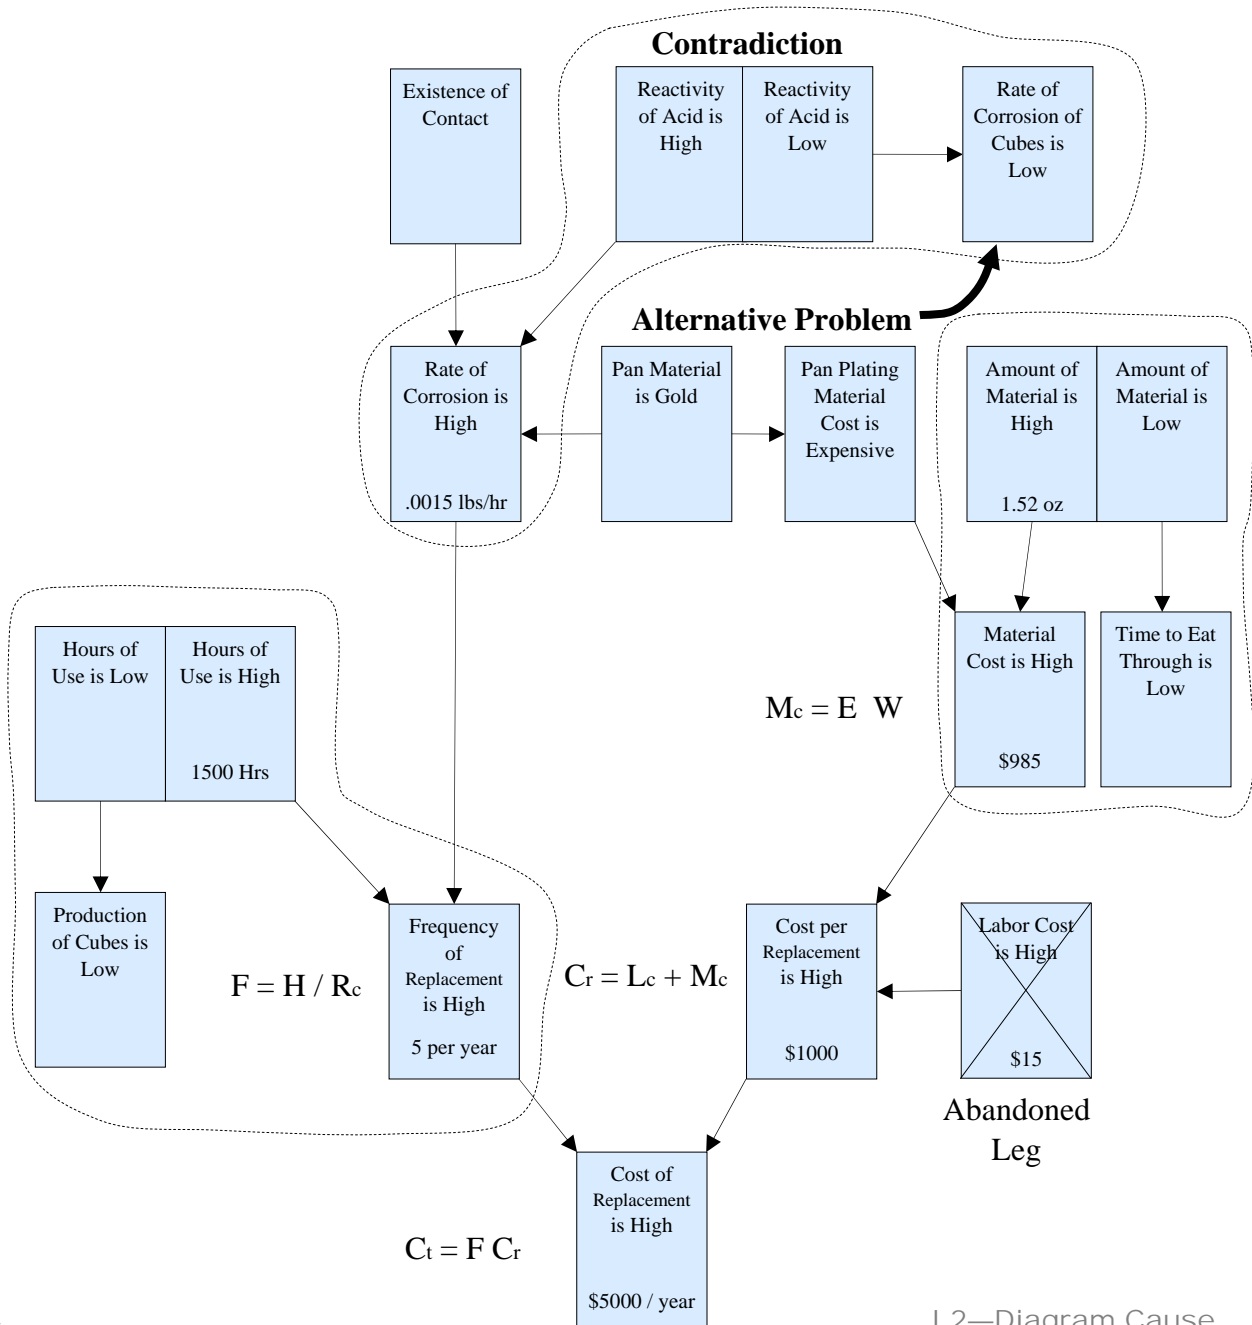 Contradiction
Existence of
Contact
Reactivity
of Acid is
High
Reactivity
of Acid is
Low
Rate of
Corrosion of
Cubes is
Low
Alternative Problem
Rate of
Corrosion is
High
.0015 lbs/hr
Pan Material
is Gold
Pan Plating
Material
Cost is
Expensive
Amount of
Material is
High
1.52 oz
Amount of
Material is
Low
Hours of
Use is Low
Hours of
Use is High
1500 Hrs
Material
Cost is High
$985
Time to Eat
Through is
Low
Mc = E W
Production
of Cubes is
Low
F = H / Rc
Frequency
of
Replacement
is High
5 per year
Cr = Lc + Mc
Cost per
Replacement
is High
$1000
Labor Cost
is High
$15
Abandoned
Leg
Cost of
Replacement
is High
$5000 / year
Ct = F Cr
L2—Diagram Cause